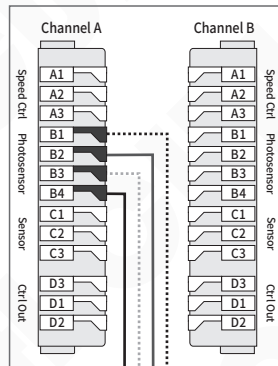 Channel A
Channel B
Speed Ctrl
A1
A2
A3
Photosensor
B1
B2
B3
B4
Sensor
C1
C2
C3
Ctrl Out
D3
D1
D2
A1
A2
A3
Speed Ctrl
B1
B2
B3
B4
Photosensor
C1
C2
C3
Sensor
D3
D1
D2
Ctrl Out